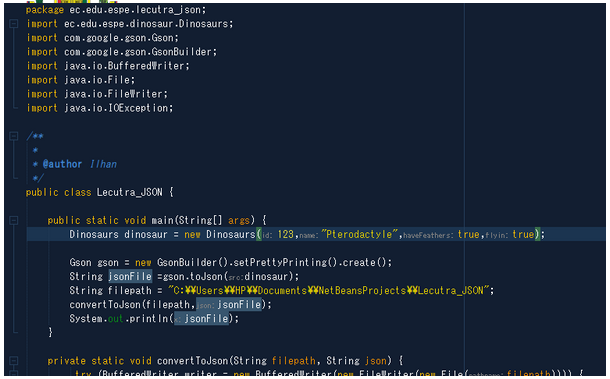 package ec.edu.espe.lecutra_json;
import ec.edu.espe.dinosaur.Dinosaurs;
import com.google.gson.Gson;
import com.google.gson.GsonBuilder;
import java.io.BufferedWriter;
import java.io.File;
import java.io.FileWriter;
import java.io.IOException;
/**
*
* @author Ilhan
*/
public class Lecutra_JSON {
public static void main(String[] args) {
Dinosaurs dinosaur = new Dinosaurs(id: 123,name: "Pterodactyle",haveFeathers: true,flyin: true);
Gson gson = new GsonBuilder().setPrettyPrinting().create();
String jsonFile =gson.toJson(src: dinosaur);
String filepath = "C:¥¥Users¥¥HP¥¥Documents¥¥NetBeansProjects¥¥Lecutra_JSON";
convertToJson(filepath,json: jsonFile);
System.out.println(x: jsonFile);
}
private static void convertToJson(String filepath, String json) {
try (BufferedWriter writer = new BufferedWriter(new FileWriter(new File(pathname: filepath)))) {